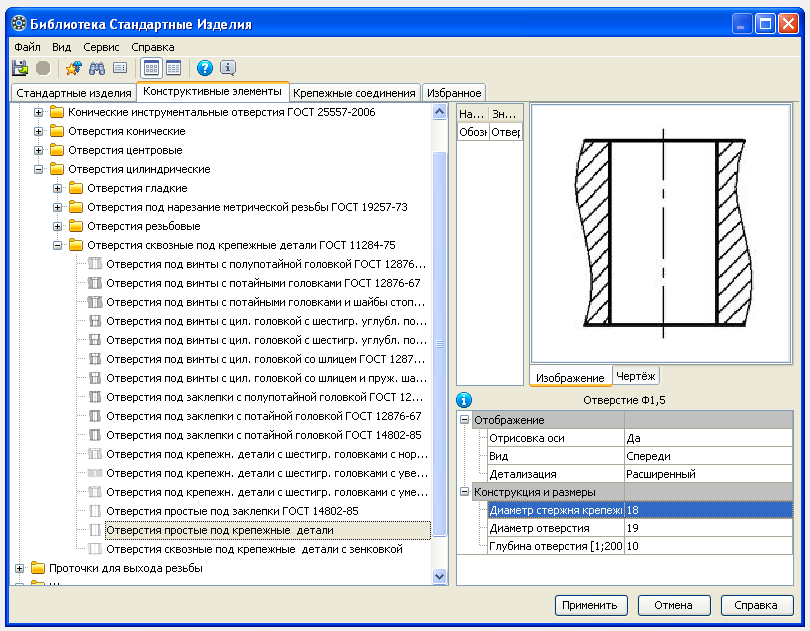 Библиотека Стандартные Изделия
Файл Вид Сервис Справка
Стандартные изделия Конструктивные элементы Крепежные соединения Избранное
Конические инструментальные отверстия ГОСТ 25557-2006
Отверстия конические
Отверстия центровые
Отверстия цилиндрические
Отверстия гладкие
Отверстия под нарезание метрической резьбы ГОСТ 19257-73
Отверстия резьбовые
Отверстия сквозные под крепежные детали ГОСТ 11284-75
Отверстия под винты с полупотайной головкой ГОСТ 12876...
Отверстия под винты с потайными головками ГОСТ 12876-67
Отверстия под винты с потайными головками и шайбы стоп...
Отверстия под винты с цил. головкой с шестигр. углубл. по...
Отверстия под винты с цил. головкой с шестигр. углубл. по...
Отверстия под винты с цил. головкой со шлицем ГОСТ 1287...
Отверстия под винты с цил. головкой со шлицем и пруж. ша...
Отверстия под заклепки с полупотайной головкой ГОСТ 12...
Отверстия под заклепки с потайной головкой ГОСТ 12876-67
Отверстия под заклепки с потайной головкой ГОСТ 14802-85
Отверстия под крепежн. детали с шестигр. головками с нор...
Отверстия под крепежн. детали с шестигр. головками с уве...
Отверстия под крепежн. детали с шестигр. головками с уме...
Отверстия простые под заклепки ГОСТ 14802-85
Отверстия простые под крепежные детали
Отверстия сквозные под крепежные детали с зенковкой
Проточки для выхода резьбы
На... Зн...
Обозн Отвер
Изображение Чертёж
Отверстие Ф1,5
Отображение
Отрисовка оси Да
Вид Спереди
Детализация Расширенный
Конструкция и размеры
Диаметр стержня крепежн 18
Диаметр отверстия 19
Глубина отверстия [1;200 10
Применить Отмена Справка